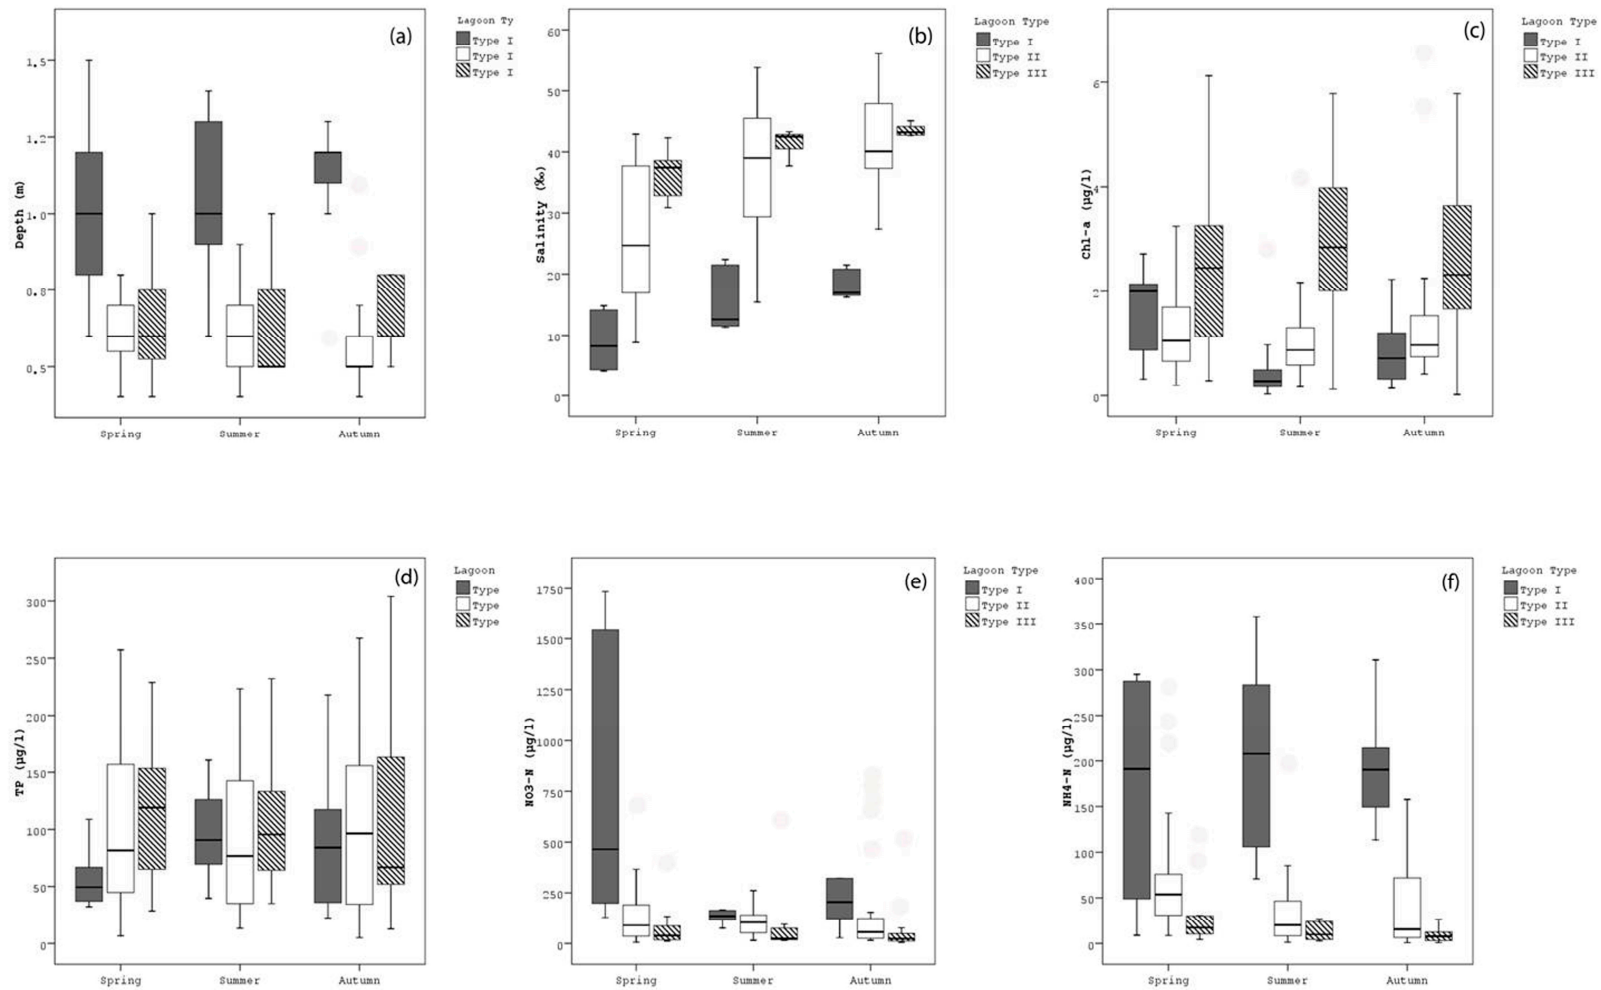 (a)
Lagoon Ty
Type I
Type I
Type I
Depth (m)
1.5
1.2
1.0
0.8
0.5
Spring Summer Autumn
(b)
Lagoon Type
Type I
Type II
Type III
Salinity (‰)
60
50
40
30
20
10
0
Spring Summer Autumn
(c)
Lagoon Type
Type I
Type II
Type III
Chl-a (µg/l)
6
4
2
0
Spring Summer Autumn
(d)
Lagoon
Type
Type
Type
TP (µg/l)
300
250
200
150
100
50
0
Spring Summer Autumn
(e)
Lagoon Type
Type I
Type II
Type III
NO3-N (µg/l)
1750
1500
1250
1000
750
500
250
0
Spring Summer Autumn
(f)
Lagoon Type
Type I
Type II
Type III
NH4-N (µg/l)
400
350
300
250
200
150
100
50
0
Spring Summer Autumn